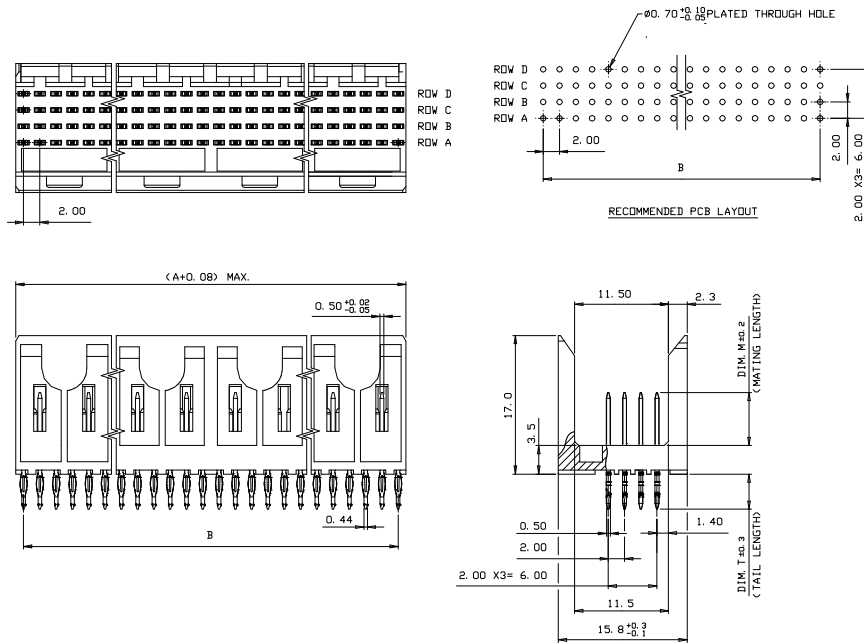 ø0.70 +0.10 -0.05 PLATED THROUGH HOLE
ROW D
ROW C
ROW B
ROW A
2.00
ROW D
ROW C
ROW B
ROW A
2.00
B
2.00
2.00 X3= 6.00
RECOMMENDED PCB LAYOUT
(A+0.08) MAX.
0.50 +0.02 -0.05
0.44
B
11.50
2.3
17.0
3.5
DIM. M±0.2
(MATING LENGTH)
0.50
1.40
2.00
2.00 X3= 6.00
DIM. T±0.3
(TAIL LENGTH)
11.5
15.8 +0.3 -0.1